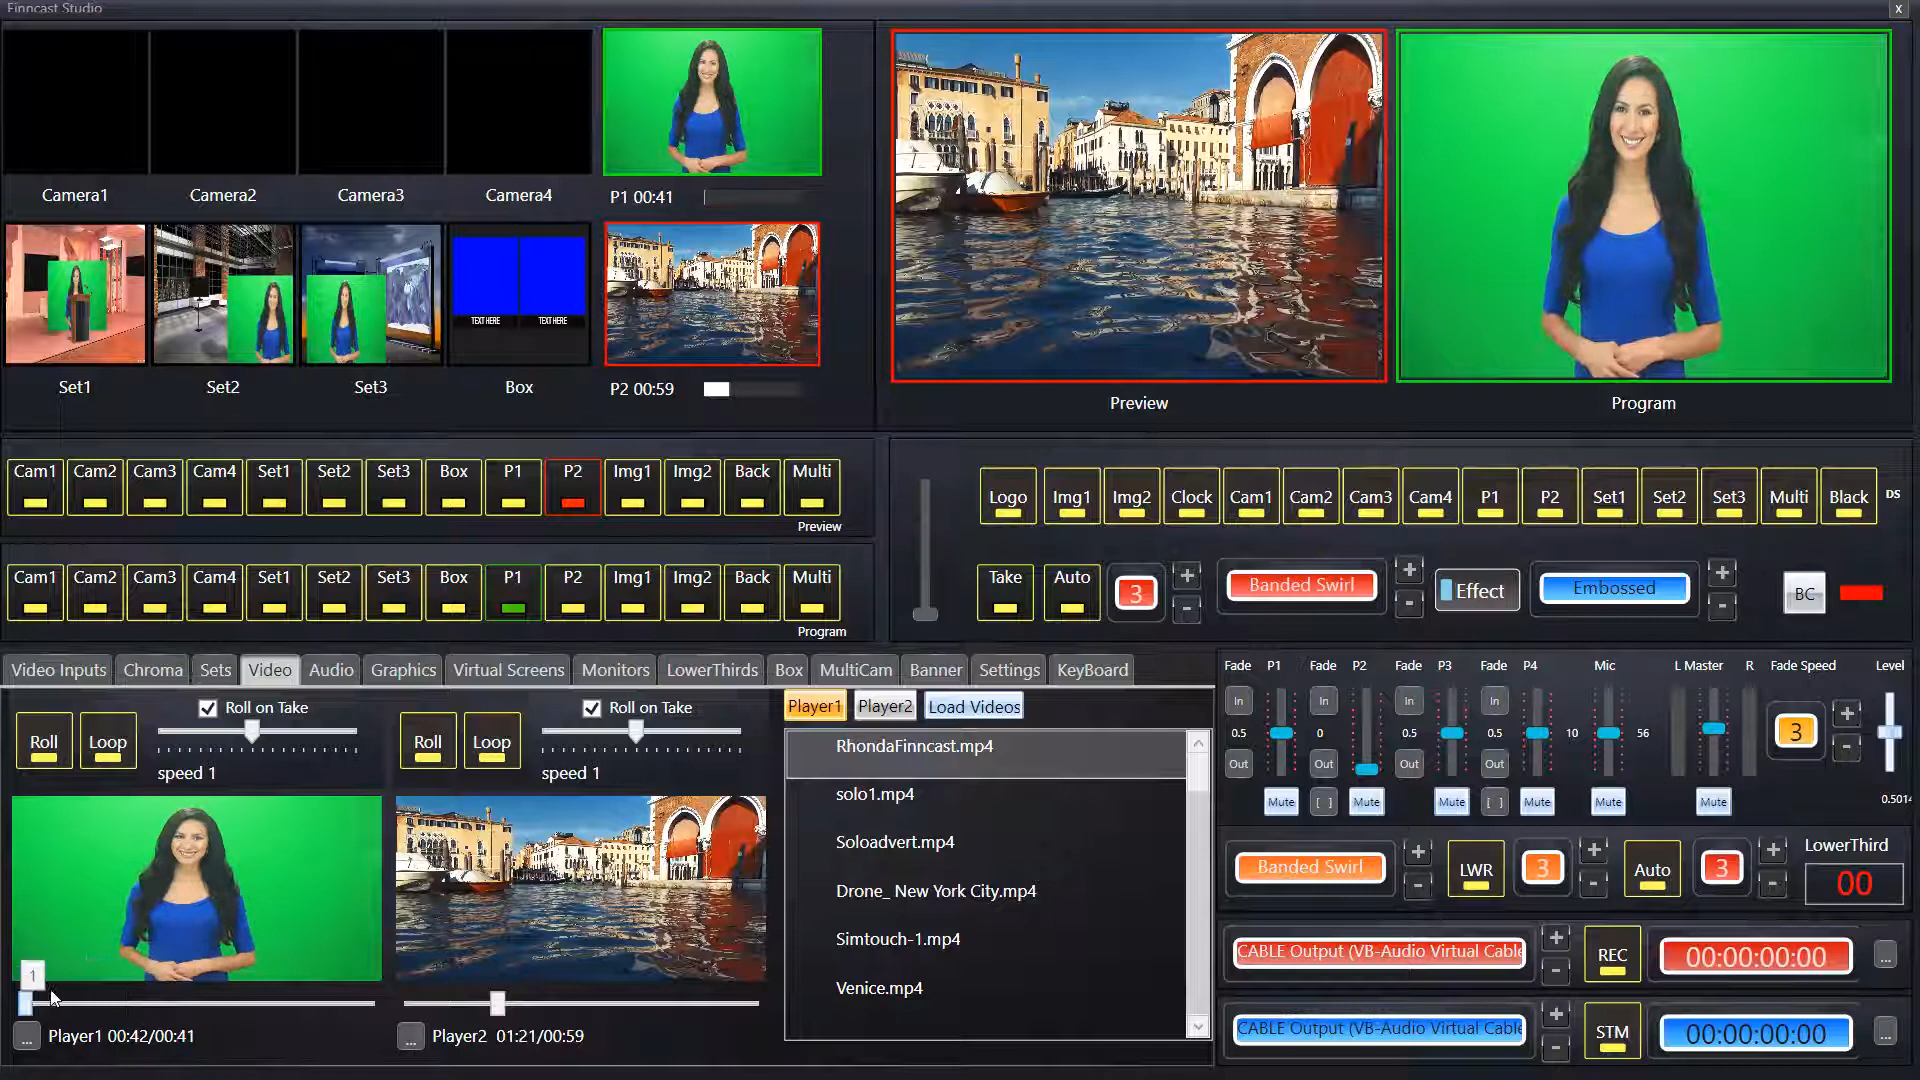 Finncast Studio
x
Camera1 Camera2 Camera3 Camera4 P1 00:41
TEXT HERE TEXT HERE
Set1 Set2 Set3 Box P2 00:59
Preview Program
Cam1 Cam2 Cam3 Cam4 Set1 Set2 Set3 Box P1 P2 Img1 Img2 Back Multi
Preview
Cam1 Cam2 Cam3 Cam4 Set1 Set2 Set3 Box P1 P2 Img1 Img2 Back Multi
Program
Logo Img1 Img2 Clock Cam1 Cam2 Cam3 Cam4 P1 P2 Set1 Set2 Set3 Multi Black DS
Take Auto 3 + - Banded Swirl + - Effect Embossed + - BC
Video Inputs Chroma Sets Video Audio Graphics Virtual Screens Monitors LowerThirds Box MultiCam Banner Settings KeyBoard
Roll on Take
Roll Loop
speed 1
Roll on Take
Roll Loop
speed 1
1
... Player1 00:42/00:41
... Player2 01:21/00:59
Player1 Player2 Load Videos
RhondaFinncast.mp4
solo1.mp4
Soloadvert.mp4
Drone_ New York City.mp4
Simtouch-1.mp4
Venice.mp4
Fade P1 Fade P2 Fade P3 Fade P4 Mic L Master R Fade Speed Level
In In In In
0.5 0 0.5 0.5 10 56 3 + -
Out Out Out Out
Mute [ ] Mute Mute [ ] Mute Mute Mute
0.5014
Banded Swirl + - LWR 3 + - Auto 3 + - LowerThird
00
CABLE Output (VB-Audio Virtual Cable + - REC 00:00:00:00 ...
CABLE Output (VB-Audio Virtual Cable + - STM 00:00:00:00 ...